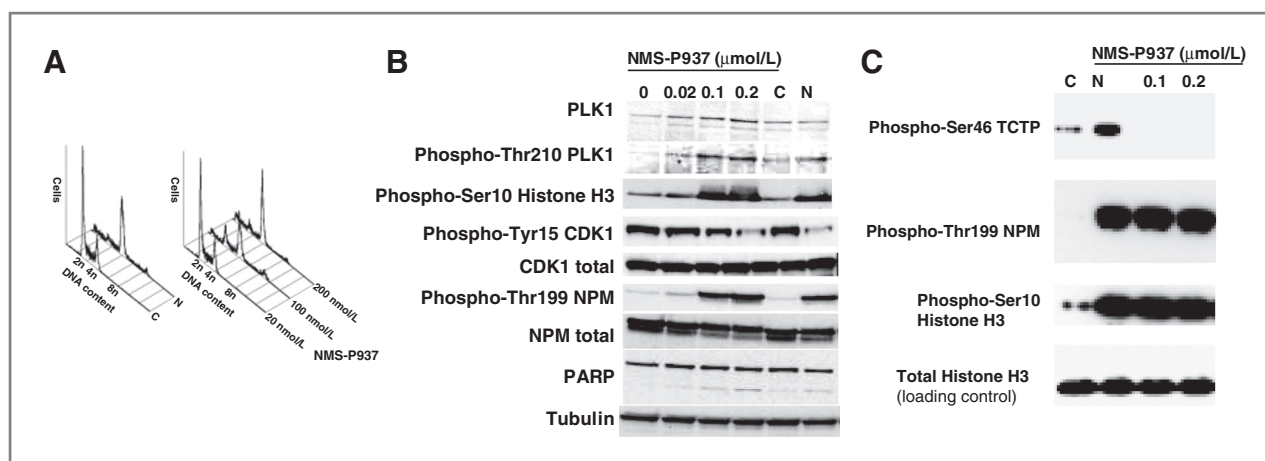 A
Cells
2n 4n 8n
DNA content
N
C
Cells
2n 4n 8n
DNA content
200 nmol/L
100 nmol/L
20 nmol/L
NMS-P937
B
NMS-P937 (μmol/L)
0 0.02 0.1 0.2 C N
PLK1
Phospho-Thr210 PLK1
Phospho-Ser10 Histone H3
Phospho-Tyr15 CDK1
CDK1 total
Phospho-Thr199 NPM
NPM total
PARP
Tubulin
C
NMS-P937 (μmol/L)
C N 0.1 0.2
Phospho-Ser46 TCTP
Phospho-Thr199 NPM
Phospho-Ser10
Histone H3
Total Histone H3
(loading control)